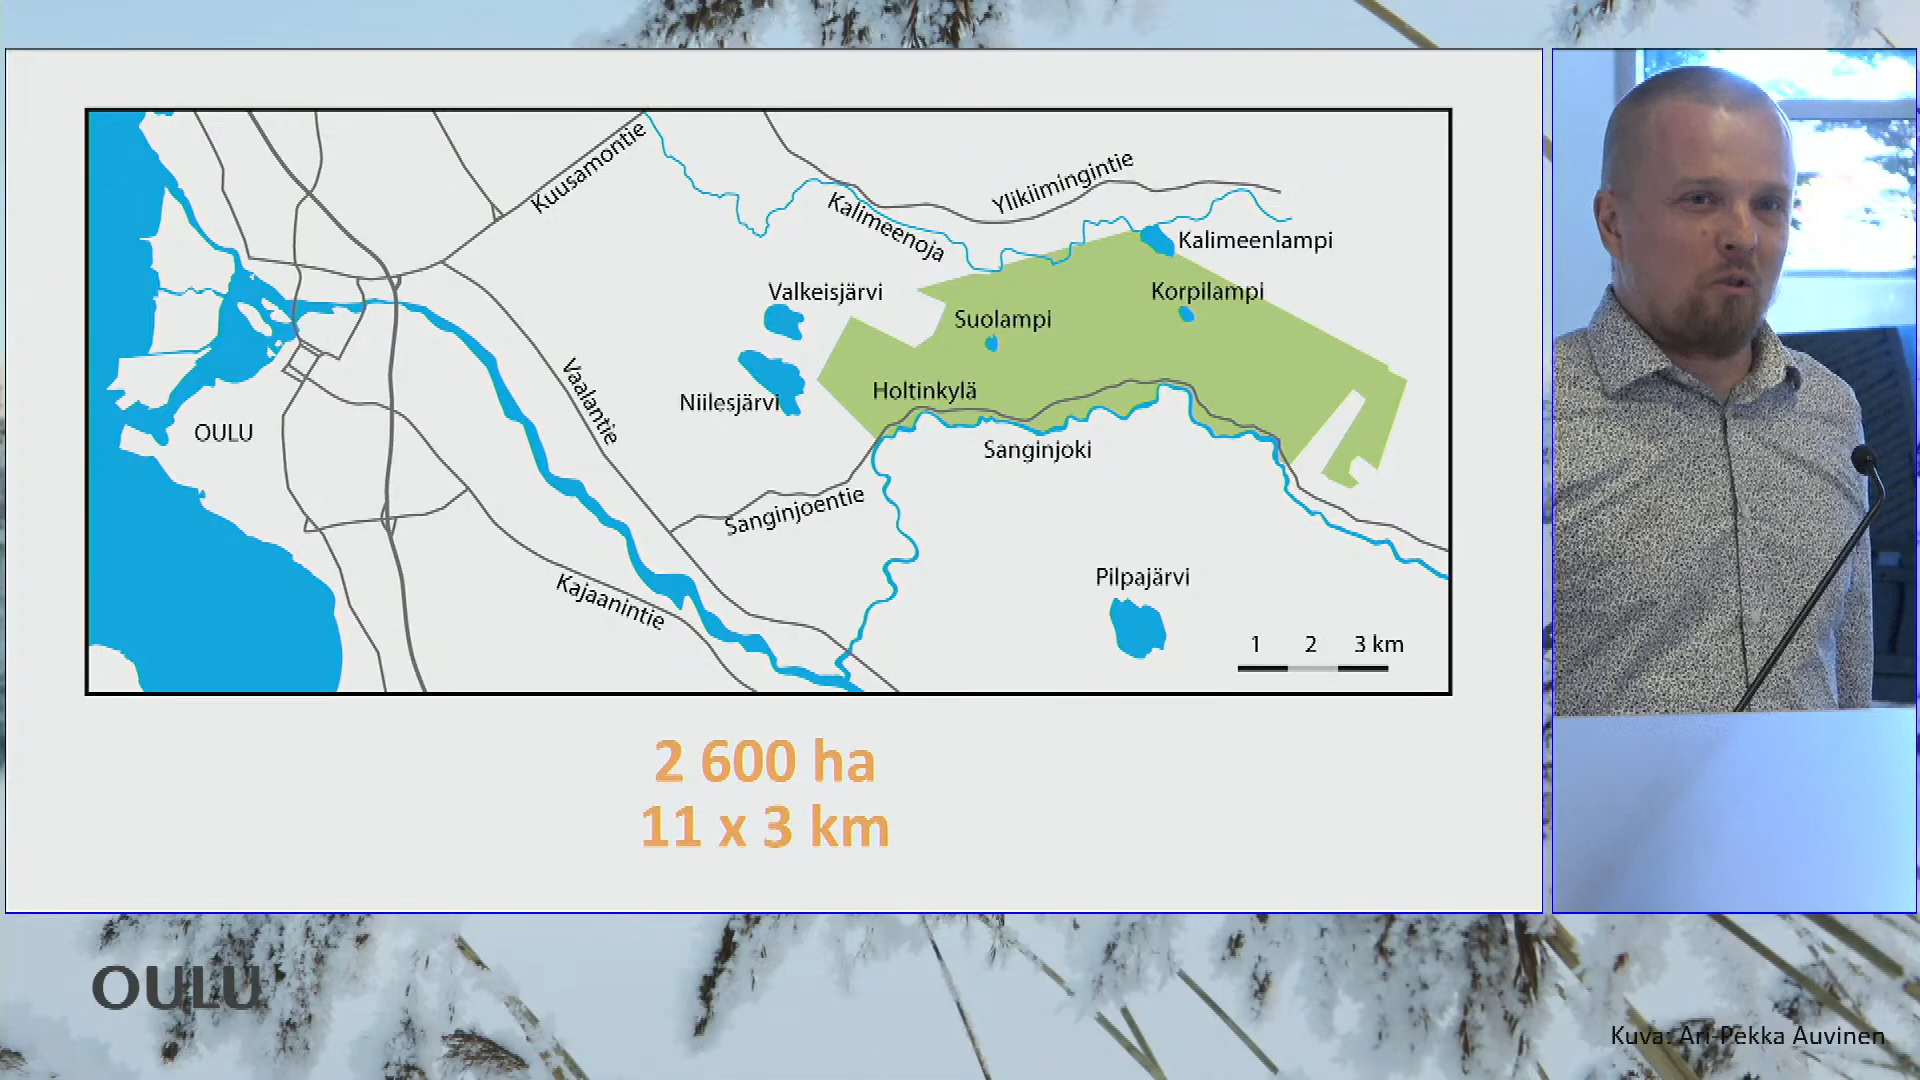 Kuusamontie
Ylikiimingintie
Kalimeenoja
Kalimeenlampi
Valkeisjärvi
Korpilampi
Suolampi
Vaalantie
Holtinkylä
Niilesjärvi
OULU
Sanginjoki
Sanginjoentie
Pilpajärvi
Kajaanintie
1 2 3 km
2 600 ha
11 x 3 km
OULU
Kuva: Ari-Pekka Auvinen